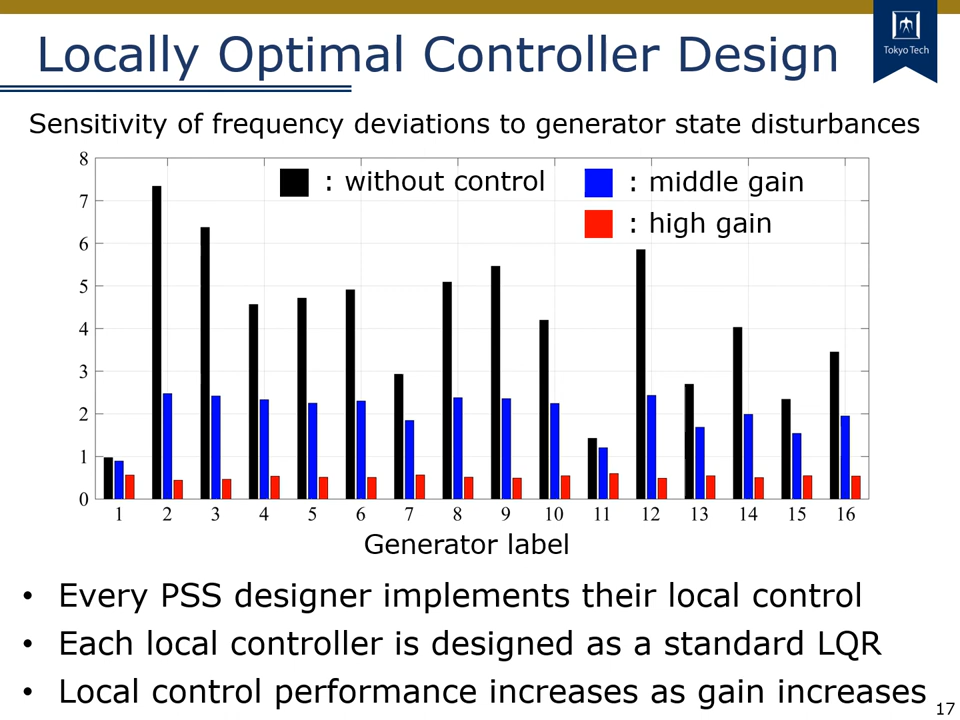 Locally Optimal Controller Design
Tokyo Tech
Sensitivity of frequency deviations to generator state disturbances
: without control
: middle gain
: high gain
8
7
6
5
4
3
2
1
0
1 2 3 4 5 6 7 8 9 10 11 12 13 14 15 16
Generator label
• Every PSS designer implements their local control
• Each local controller is designed as a standard LQR
• Local control performance increases as gain increases
17